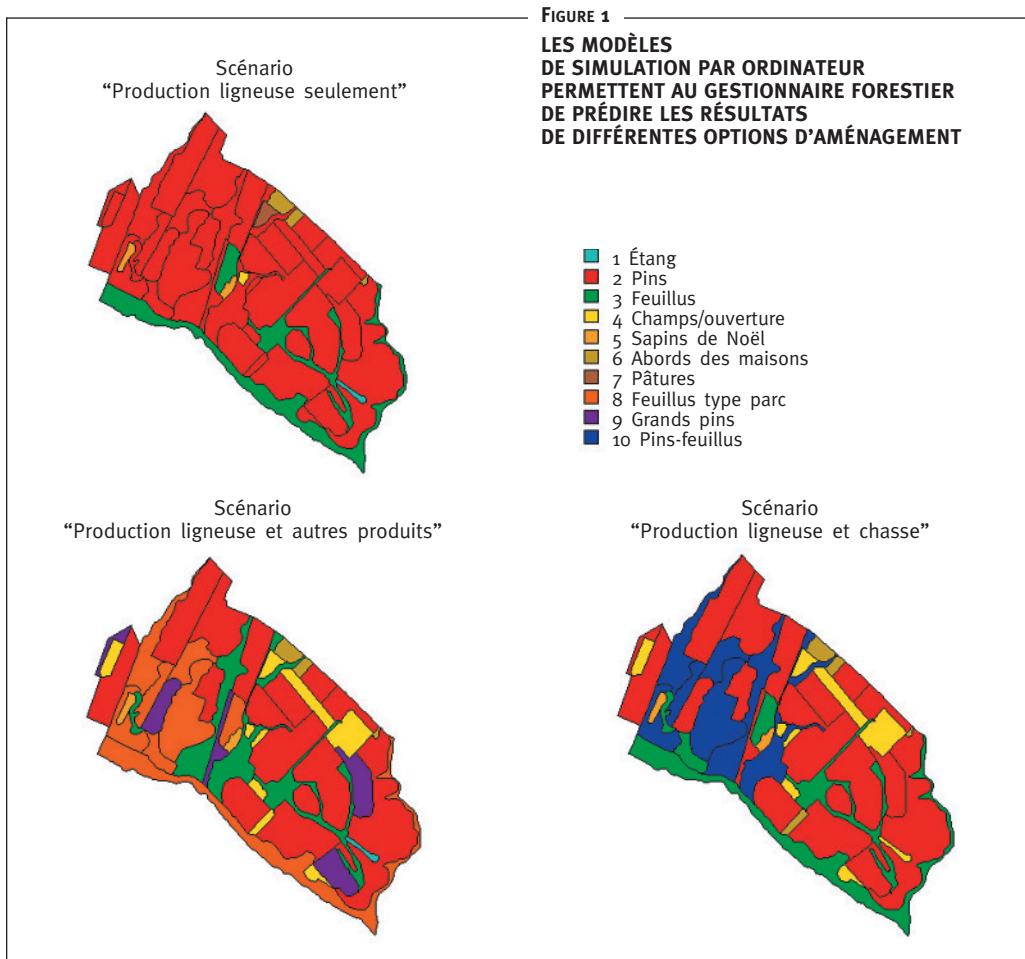 FIGURE 1
LES MODÈLES
DE SIMULATION PAR ORDINATEUR
PERMETTENT AU GESTIONNAIRE FORESTIER
DE PRÉDIRE LES RÉSULTATS
DE DIFFÉRENTES OPTIONS D’AMÉNAGEMENT
Scénario
“Production ligneuse seulement”
1 Étang
2 Pins
3 Feuillus
4 Champs/ouverture
5 Sapins de Noël
6 Abords des maisons
7 Pâtures
8 Feuillus type parc
9 Grands pins
10 Pins-feuillus
Scénario
“Production ligneuse et autres produits”
Scénario
“Production ligneuse et chasse”